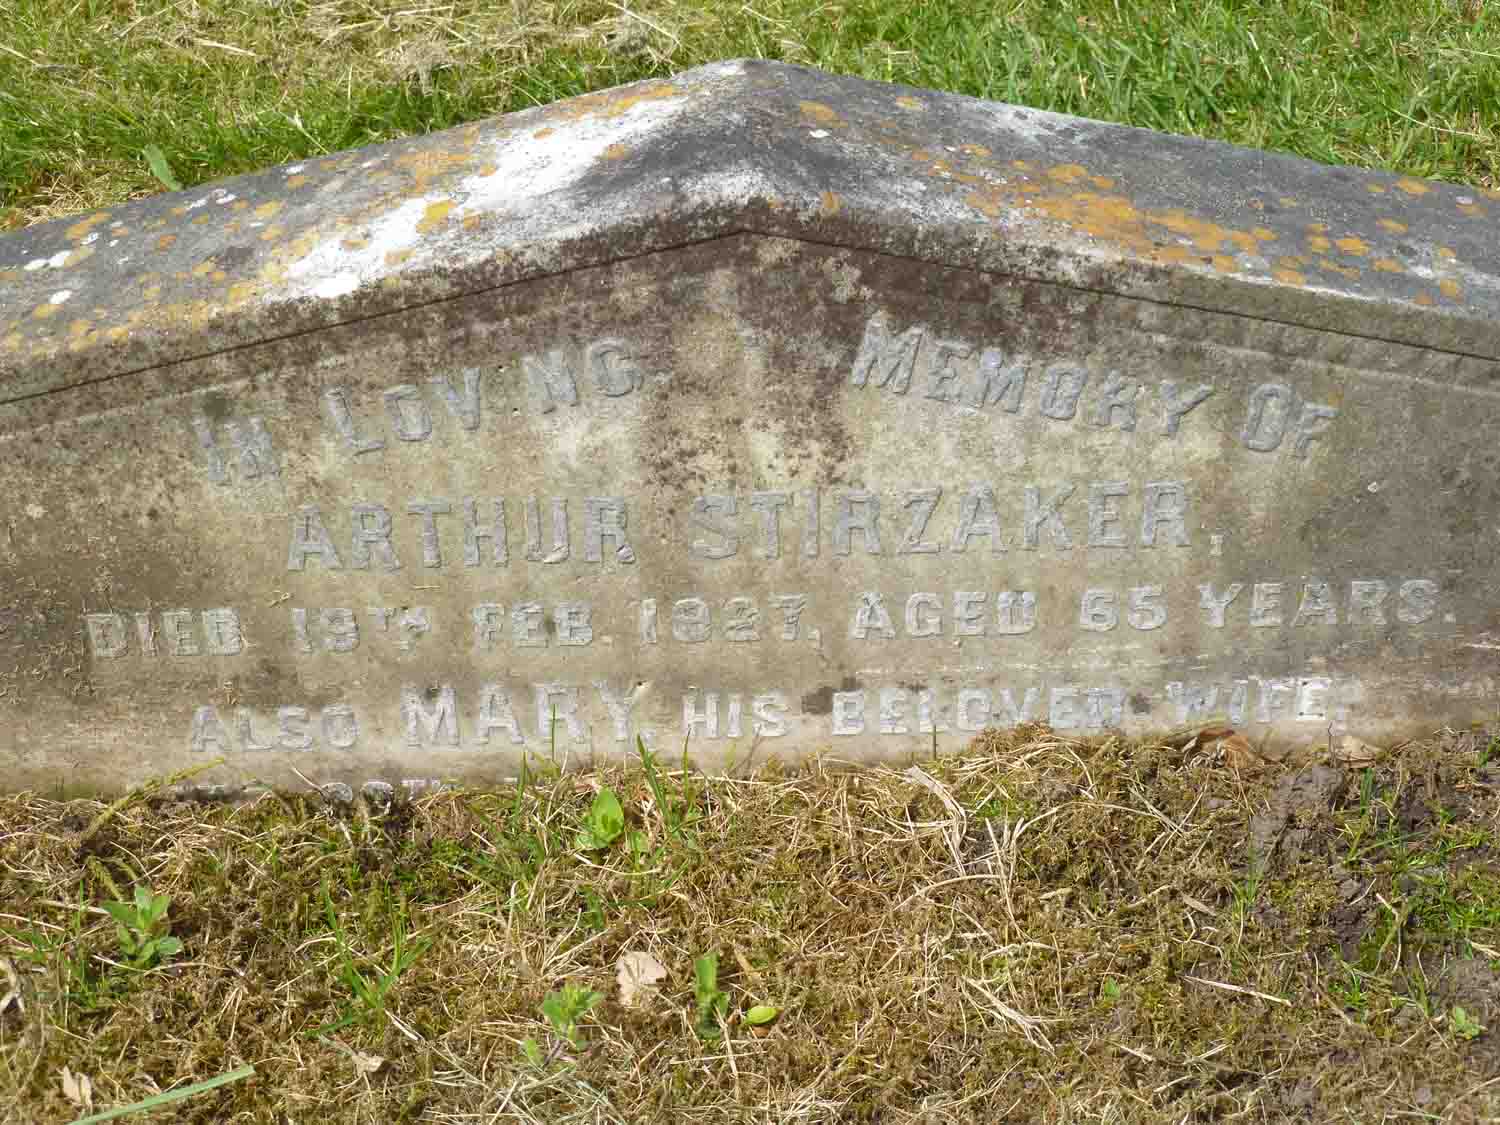 IN LOVING MEMORY OF
ARTHUR STIRZAKER,
DIED 19TH FEB. 1927, AGED 65 YEARS.
ALSO MARY, HIS BELOVED WIFE,